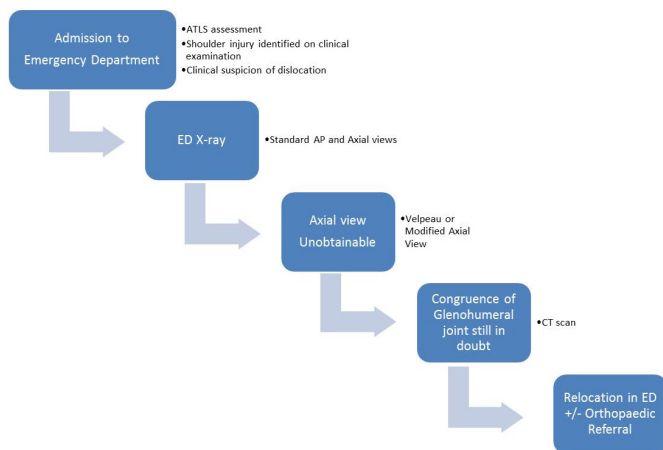 Admission to
Emergency Department
•ATLS assessment
•Shoulder injury identified on clinical
examination
•Clinical suspicion of dislocation
ED X-ray
•Standard AP and Axial views
Axial view
Unobtainable
•Velpeau or
Modified Axial
View
Congruence of
Glenohumeral
joint still in
doubt
•CT scan
Relocation in ED
+/- Orthopaedic
Referral